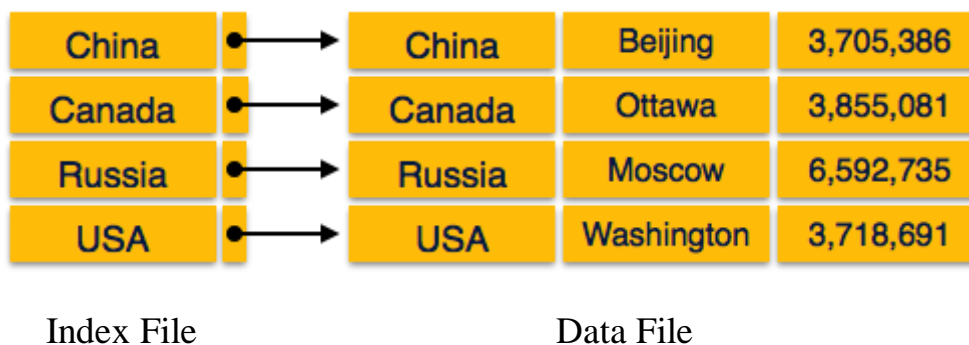 China China Beijing 3,705,386
Canada Canada Ottawa 3,855,081
Russia Russia Moscow 6,592,735
USA USA Washington 3,718,691
Index File Data File